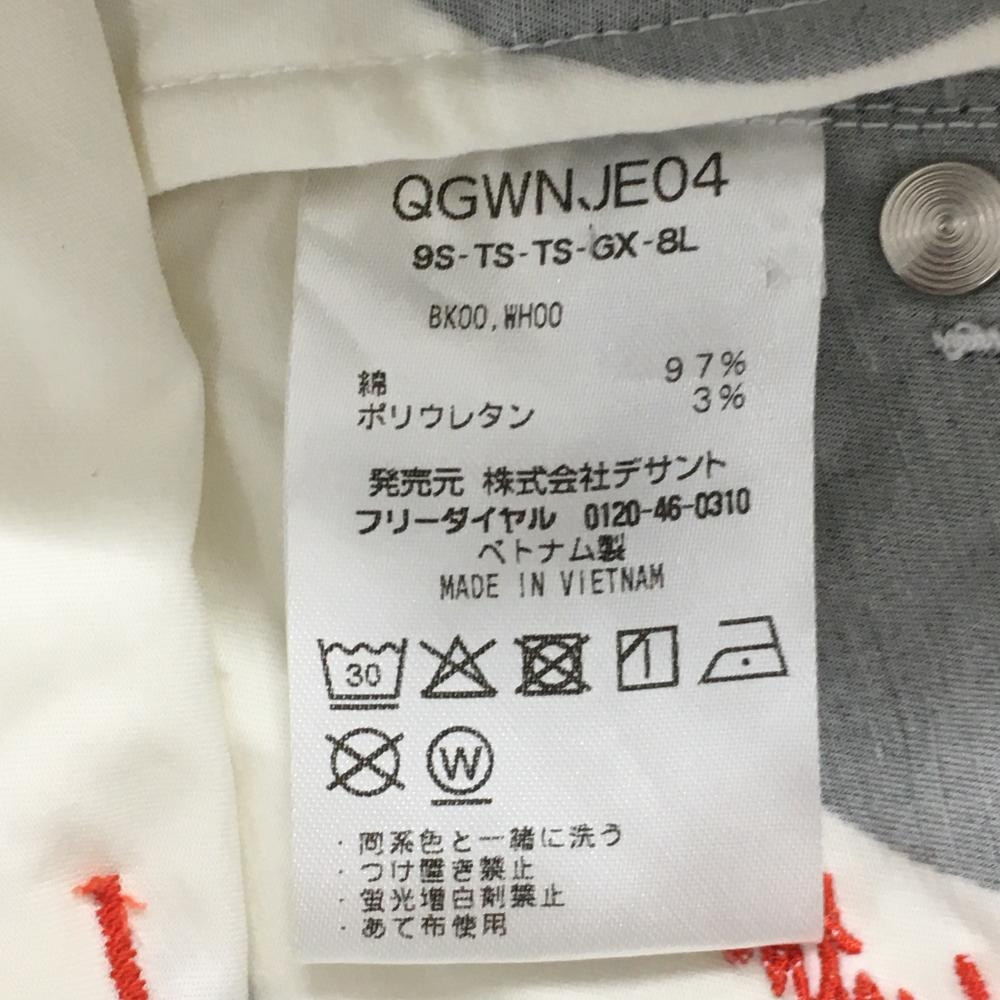 QGWNJE04
9S-TS-TS-GX-8L
BK00,WH00
綿 97%
ポリウレタン 3%
発売元 株式会社デサント
フリーダイヤル 0120-46-0310
ベトナム製
MADE IN VIETNAM
30
W
・同系色と一緒に洗う
・つけ置き禁止
・蛍光増白剤禁止
・あて布使用